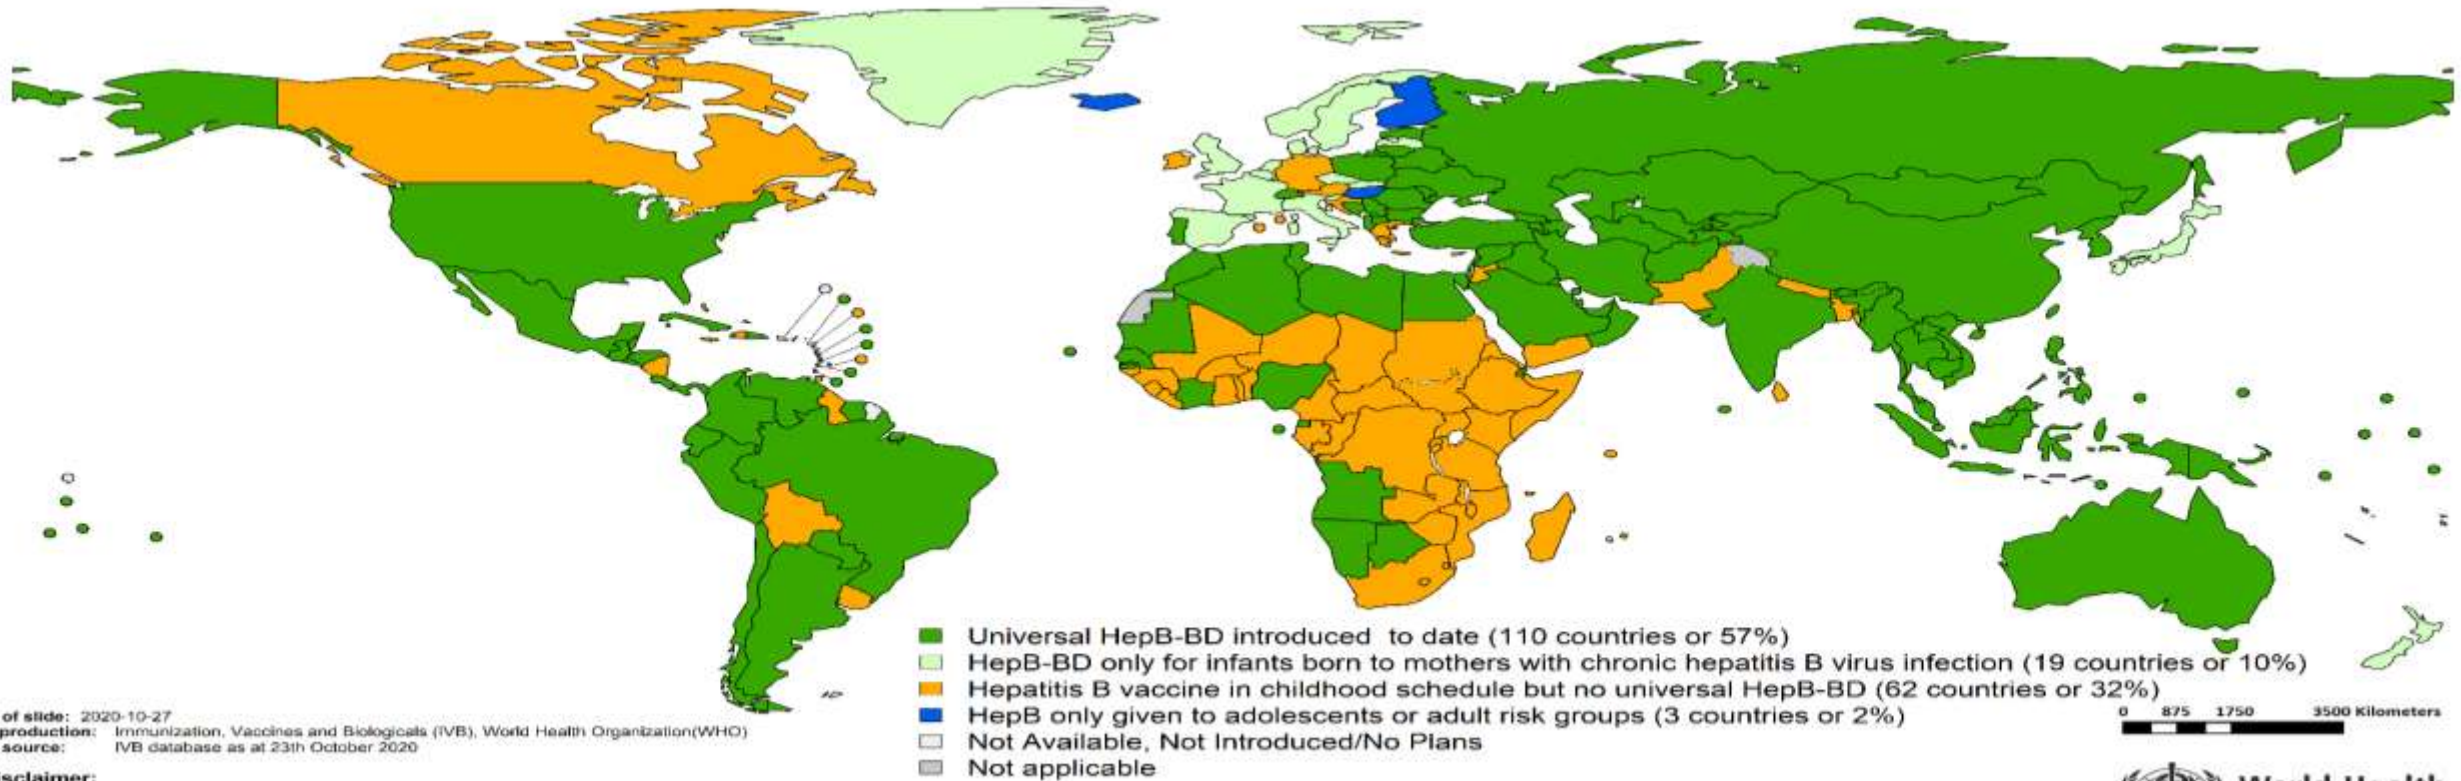 Universal HepB-BD introduced to date (110 countries or 57%)
HepB-BD only for infants born to mothers with chronic hepatitis B virus infection (19 countries or 10%)
Hepatitis B vaccine in childhood schedule but no universal HepB-BD (62 countries or 32%)
HepB only given to adolescents or adult risk groups (3 countries or 2%)
Not Available, Not Introduced/No Plans
Not applicable
of slide: 2020-10-27
production: Immunization, Vaccines and Biologicals (IVB), World Health Organization(WHO)
source: IVB database as at 23th October 2020
isclaimer:
0 875 1750 3500 Kilometers
World Health